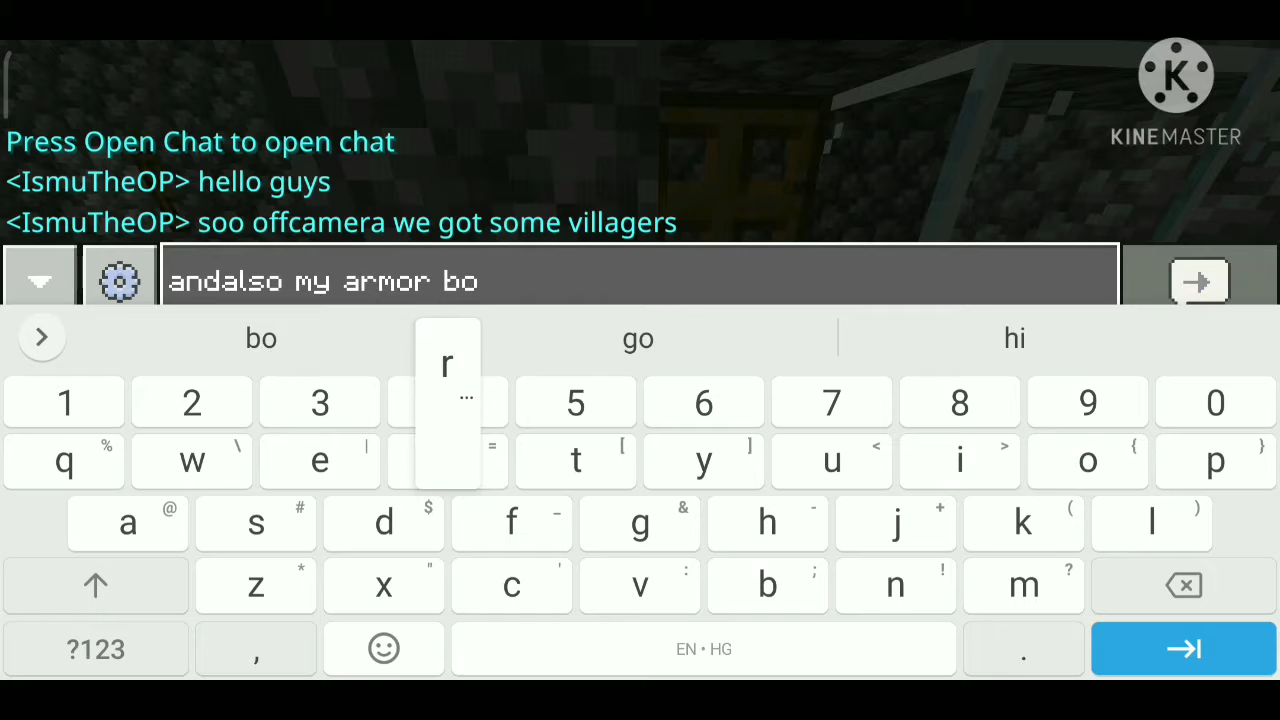 K
KINEMASTER
Press Open Chat to open chat
<IsmuTheOP> hello guys
<IsmuTheOP> soo offcamera we got some villagers
andalso my armor bo
bo go hi
r
...
1 2 3 5 6 7 8 9 0
% \ | = [ ] < > { }
q w e t y u i o p
@ # $ _ & - + ( )
a s d f g h j k l
* " ' : ; ! ?
z x c v b n m
?123 , EN • HG .